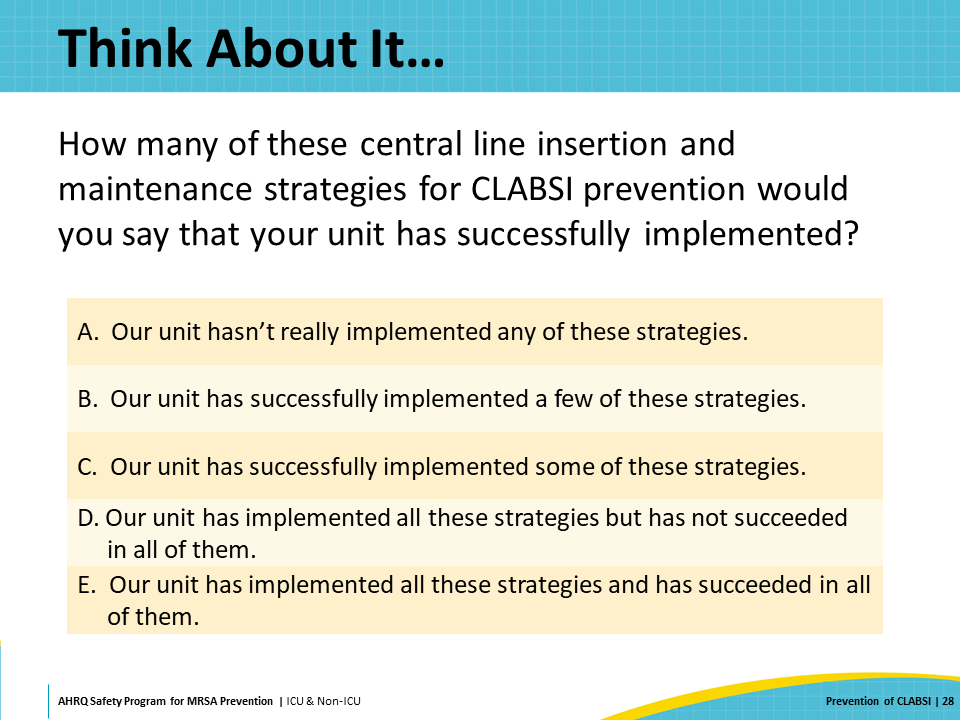 Think About It…
How many of these central line insertion and
maintenance strategies for CLABSI prevention would
you say that your unit has successfully implemented?
A. Our unit hasn’t really implemented any of these strategies.
B. Our unit has successfully implemented a few of these strategies.
C. Our unit has successfully implemented some of these strategies.
D. Our unit has implemented all these strategies but has not succeeded
in all of them.
E. Our unit has implemented all these strategies and has succeeded in all
of them.
AHRQ Safety Program for MRSA Prevention | ICU & Non-ICU
Prevention of CLABSI | 28